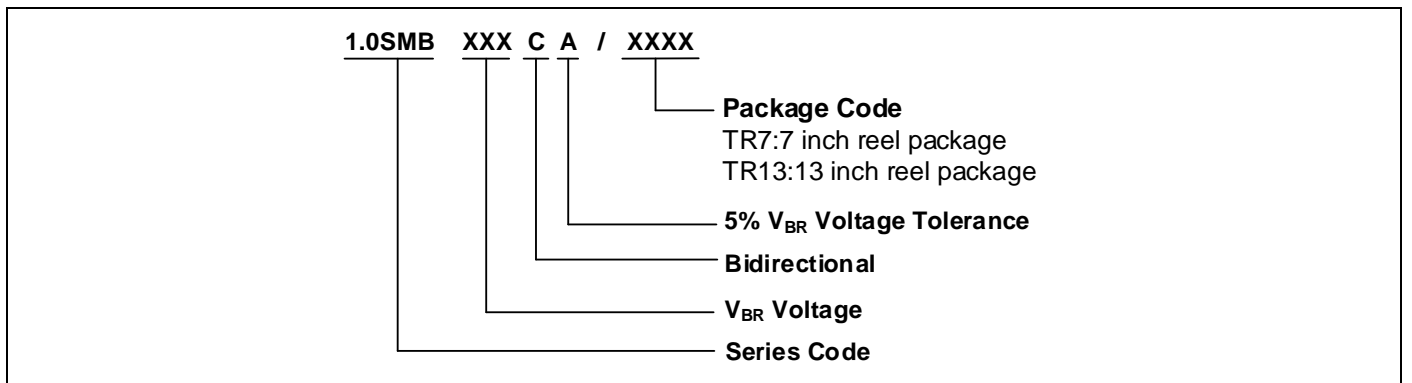 1.0SMB XXX C A / XXXX
Package Code
TR7:7 inch reel package
TR13:13 inch reel package
5% VBR Voltage Tolerance
Bidirectional
VBR Voltage
Series Code